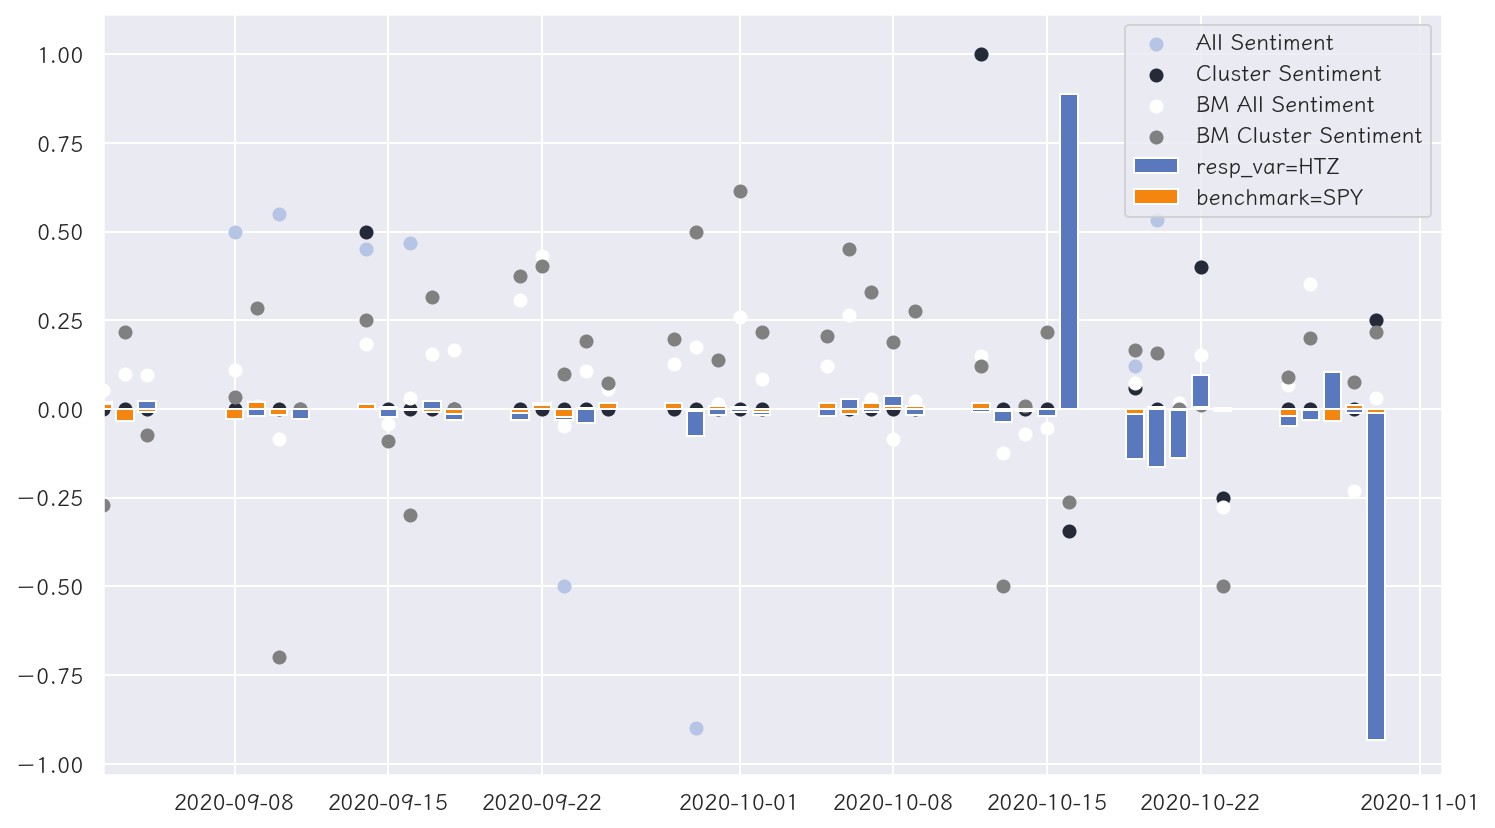 1.00
0.75
0.50
0.25
0.00
−0.25
−0.50
−0.75
−1.00
All Sentiment
Cluster Sentiment
BM All Sentiment
BM Cluster Sentiment
resp_var=HTZ
benchmark=SPY
2020-09-08 2020-09-15 2020-09-22 2020-10-01 2020-10-08 2020-10-15 2020-10-22 2020-11-01